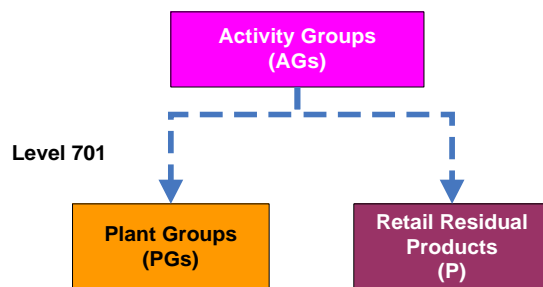 Activity Groups
(AGs)
Level 701
Plant Groups
(PGs)
Retail Residual
Products
(P)